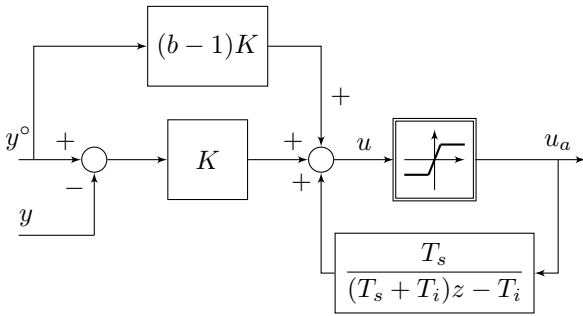 (b − 1)K
+
y° + + u u_a
K
− +
y
T_s
(T_s + T_i)z − T_i